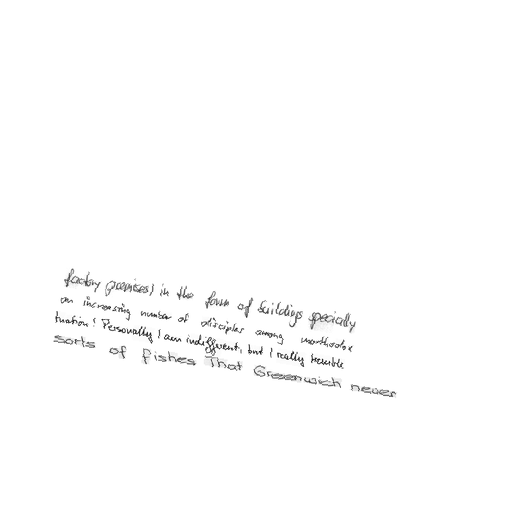 factory premises) in the form of buildings specially
an increasing number of disciples among unorthodox
tuation! Personally I am indifferent, but I really tremble
sorts of fishes That Greenwich never